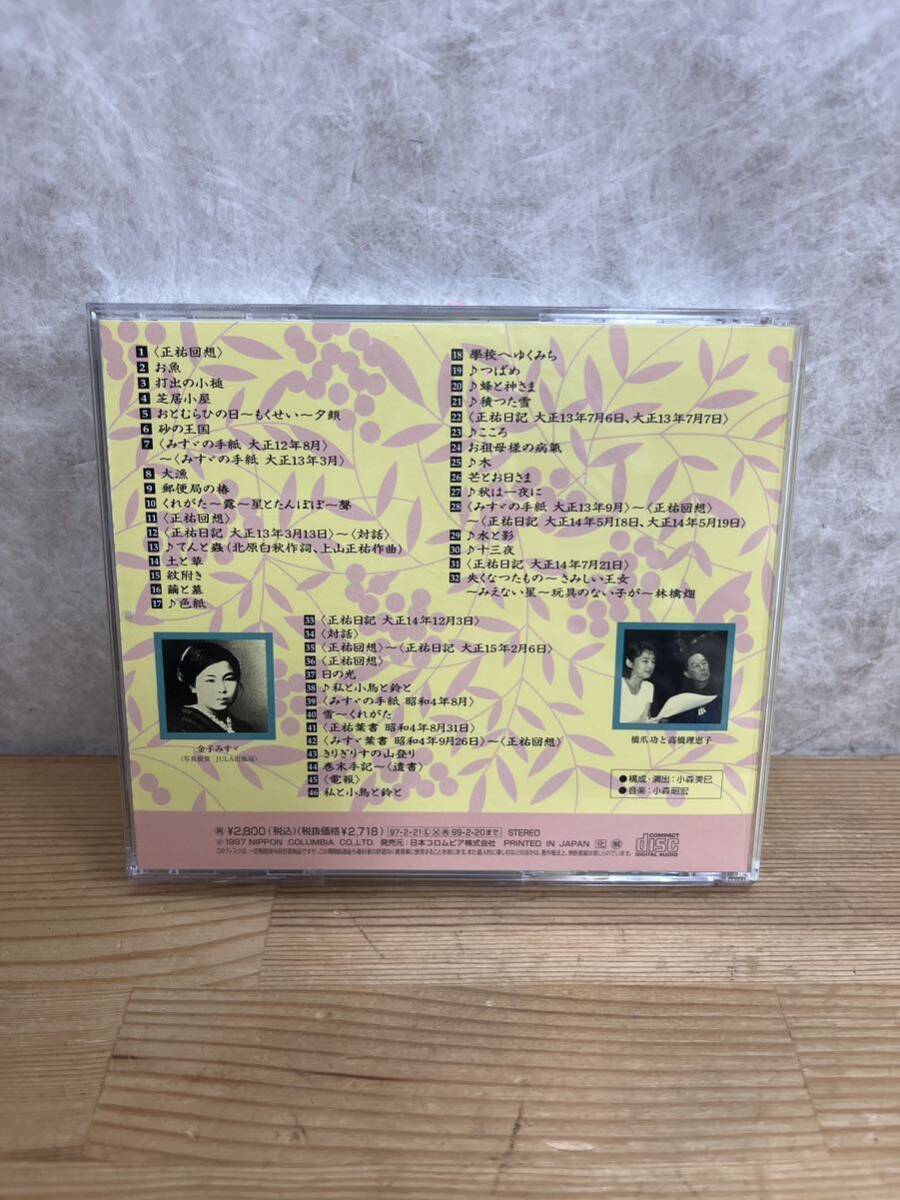 1 〈正祐回想〉
2 お魚
3 打出の小槌
4 芝居小屋
5 おとむらひの日～もくせい～夕顔
6 砂の王国
7 〈みすゞの手紙 大正12年8月〉
～〈みすゞの手紙 大正13年3月〉
8 大漁
9 郵便局の椿
10 くれがた～露～星とたんぽぽ～聲
11 〈正祐回想〉
12 〈正祐日記 大正13年3月13日〉～〈対話〉
13 ♪てんと蟲(北原白秋作詞、上山正祐作曲)
14 土と草
15 紋附き
16 繭と墓
17 ♪色紙
18 學校へゆくみち
19 ♪つばめ
20 ♪蜂と神さま
21 ♪積つた雪
22 〈正祐日記 大正13年7月6日、大正13年7月7日〉
23 ♪こころ
24 お祖母様の病氣
25 ♪木
26 芒とお日さま
27 ♪秋は一夜に
28 〈みすゞの手紙 大正13年9月〉～〈正祐回想〉
～〈正祐日記 大正14年5月18日、大正14年5月19日〉
29 ♪水と影
30 ♪十三夜
31 〈正祐日記 大正14年7月21日〉
32 失くなつたもの～さみしい王女
～みえない星～玩具のない子が～林檎畑
33 〈正祐日記 大正14年12月3日〉
34 〈対話〉
35 〈正祐回想〉～〈正祐日記 大正15年2月6日〉
36 〈正祐回想〉
37 日の光
38 ♪私と小鳥と鈴と
39 〈みすゞの手紙 昭和4年8月〉
40 雪～くれがた
41 〈正祐葉書 昭和4年8月31日〉
42 〈みすゞ葉書 昭和4年9月26日〉～〈正祐回想〉
43 きりぎりすの山登り
44 巻末手記～〈遺書〉
45 〈電報〉
46 私と小鳥と鈴と
金子みすゞ
(写真提供：JULA出版局)
橋爪功と高橋理恵子
●構成・演出：小森美巳
●音楽：小森昭宏
¥2,800(税込)(税抜価格¥2,718) 97-2-21 99-2-20まで STEREO
Ⓟ1997 NIPPON COLUMBIA CO.,LTD. 発売元：日本コロムビア株式会社 PRINTED IN JAPAN
COMPACT
disc
DIGITAL AUDIO